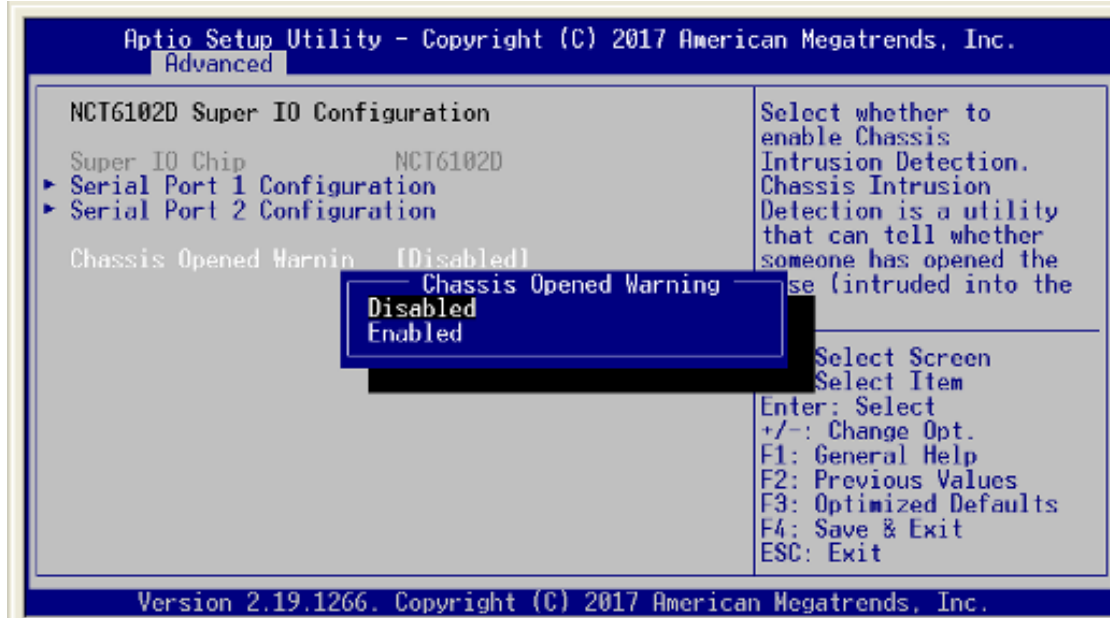 Aptio Setup Utility - Copyright (C) 2017 American Megatrends, Inc.
Advanced
NCT6102D Super IO Configuration
Super IO Chip NCT6102D
► Serial Port 1 Configuration
► Serial Port 2 Configuration
Chassis Opened Warnin [Disabled]
Chassis Opened Warning
Disabled
Enabled
Select whether to
enable Chassis
Intrusion Detection.
Chassis Intrusion
Detection is a utility
that can tell whether
someone has opened the
se (intruded into the
Select Screen
Select Item
Enter: Select
+/-: Change Opt.
F1: General Help
F2: Previous Values
F3: Optimized Defaults
F4: Save & Exit
ESC: Exit
Version 2.19.1266. Copyright (C) 2017 American Megatrends, Inc.